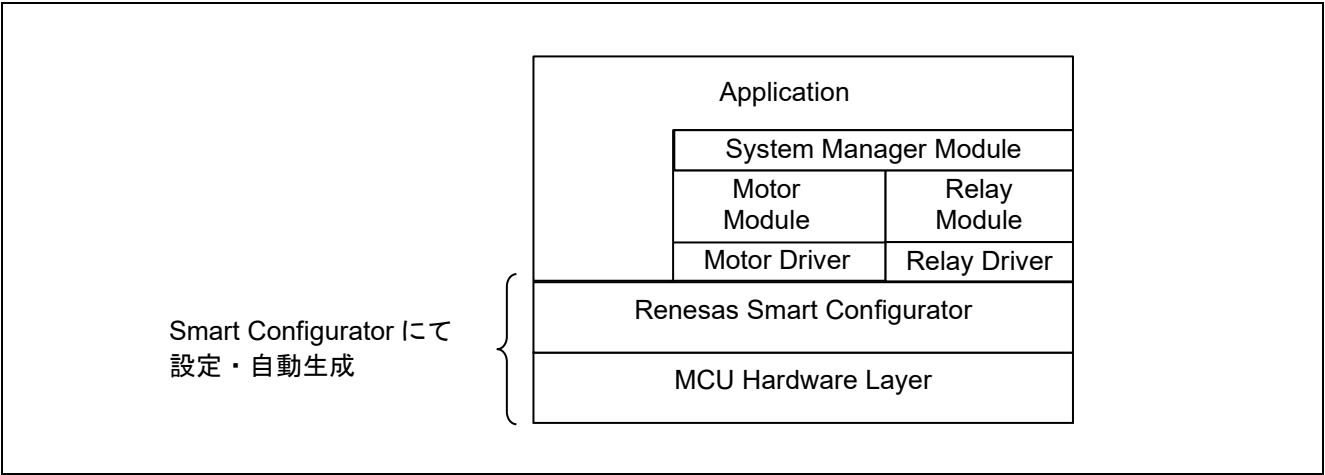 Application
System Manager Module
Motor
Module
Relay
Module
Motor Driver
Relay Driver
Renesas Smart Configurator
MCU Hardware Layer
Smart Configurator にて
設定・自動生成